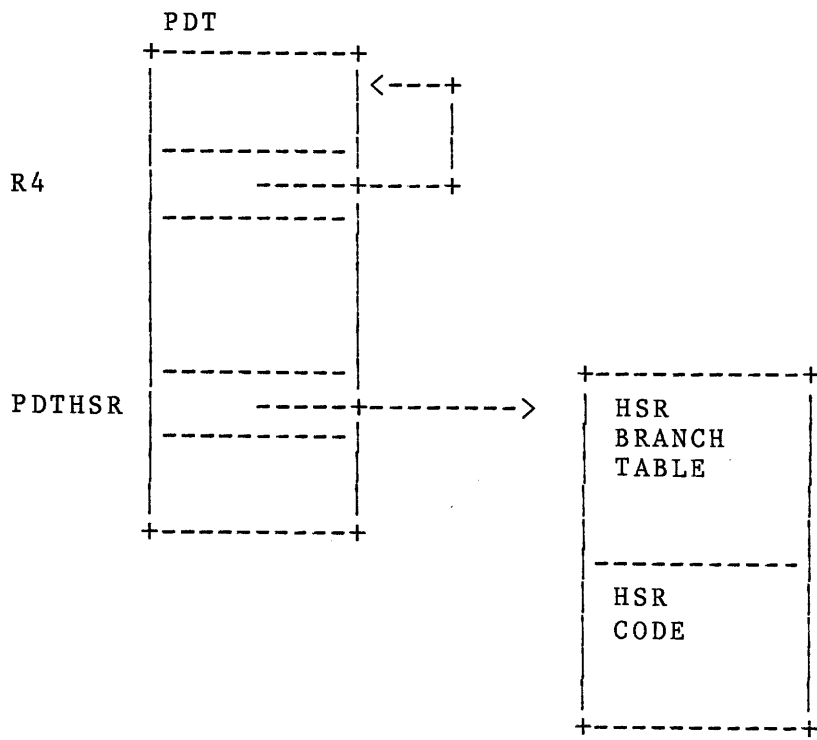 PDT
R4
PDTHSR
HSR
BRANCH
TABLE
HSR
CODE